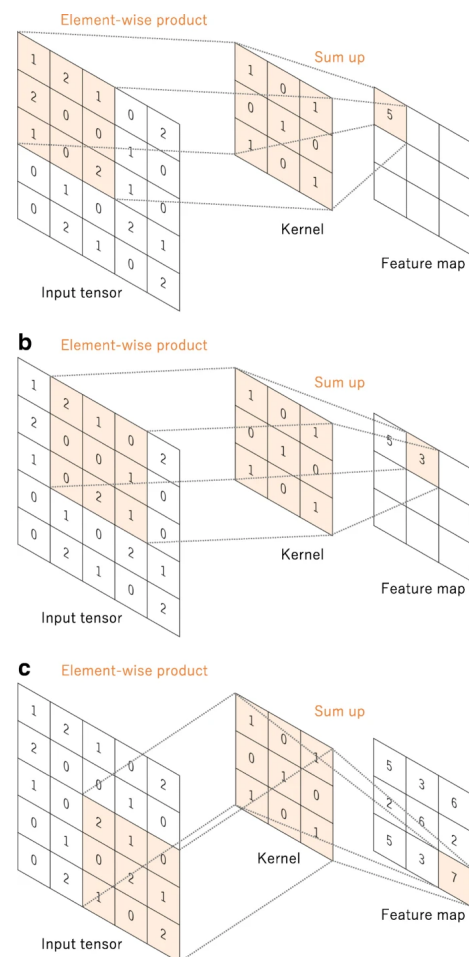 Element-wise product
Sum up
1 2 1 0 2
2 0 0 1 0
1 0 2 1 0
0 1 0 2 1
0 2 1 0 2
1 0 1
0 1 0
1 0 1
5
Kernel
Feature map
Input tensor
b
Element-wise product
Sum up
1 2 1 0 2
2 0 0 1 0
1 0 2 1 0
0 1 0 2 1
0 2 1 0 2
1 0 1
0 1 0
1 0 1
5 3
Kernel
Feature map
Input tensor
c
Element-wise product
Sum up
1 2 1 0 2
2 0 0 1 0
1 0 2 1 0
0 1 0 2 1
0 2 1 0 2
1 0 1
0 1 0
1 0 1
5 3 6
2 6 2
5 3 7
Kernel
Feature map
Input tensor